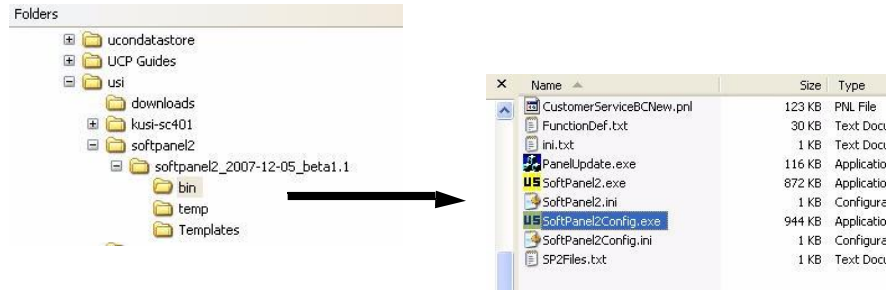 Folders
ucondatastore
UCP Guides
usi
downloads
kusi-sc401
softpanel2
softpanel2_2007-12-05_beta1.1
bin
temp
Templates
Name Size Type
CustomerServiceBCNew.pnl 123 KB PNL File
FunctionDef.txt 30 KB Text Docu
ini.txt 1 KB Text Docu
PanelUpdate.exe 116 KB Applicatio
SoftPanel2.exe 872 KB Applicatio
SoftPanel2.ini 1 KB Configura
SoftPanel2Config.exe 944 KB Applicatio
SoftPanel2Config.ini 1 KB Configura
SP2Files.txt 1 KB Text Docu